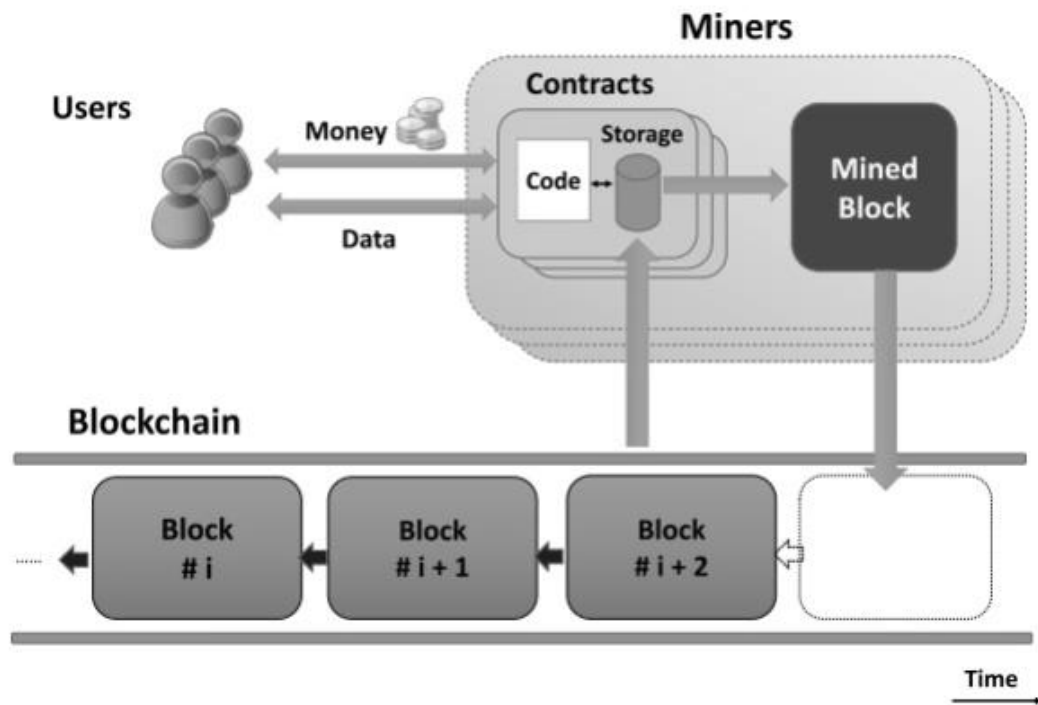 Miners
Users
Contracts
Money
Storage
Code
Mined
Block
Data
Blockchain
Block
# i
Block
# i + 1
Block
# i + 2
......
Time